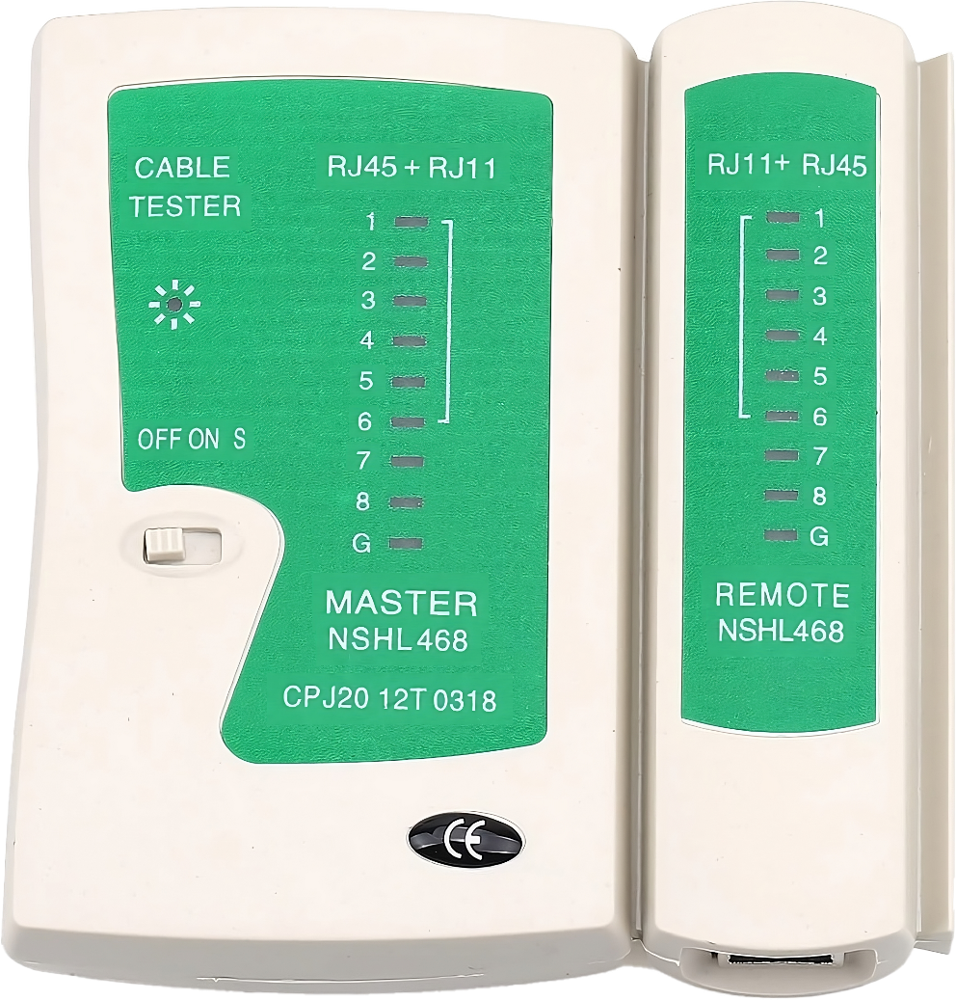 CABLE
TESTER
OFF ON S
RJ45 + RJ11
1
2
3
4
5
6
7
8
G
MASTER
NSHL468
CPJ20 12T 0318
CE
RJ11+ RJ45
1
2
3
4
5
6
7
8
G
REMOTE
NSHL468